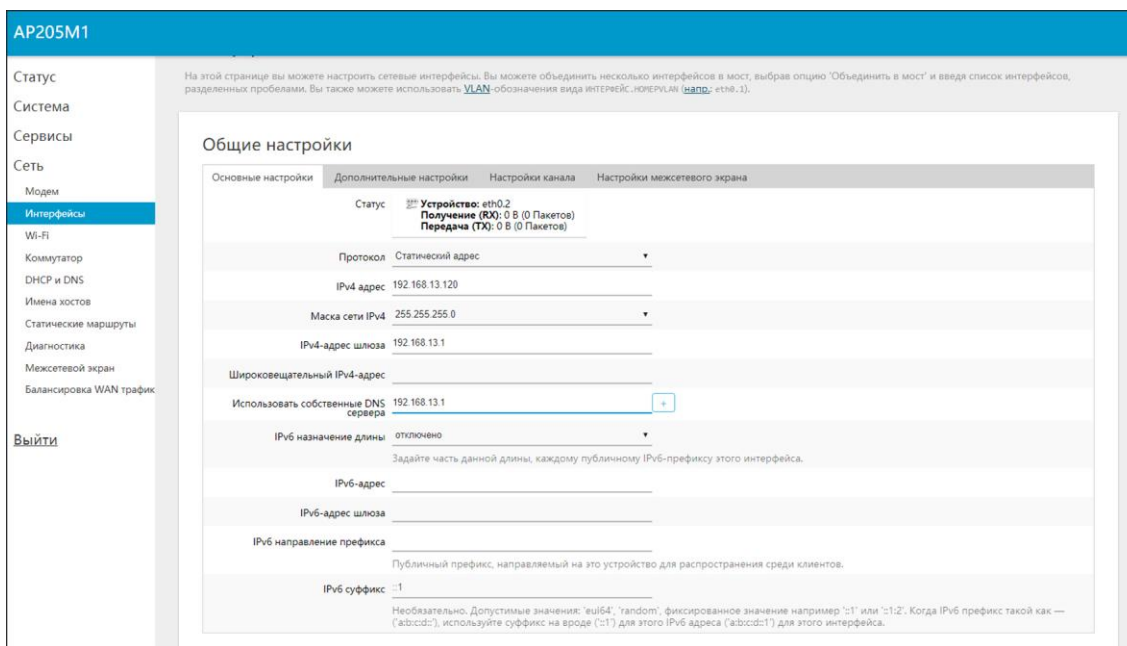 AP205M1
Статус
Система
Сервисы
Сеть
Модем
Интерфейсы
Wi-Fi
Коммутатор
DHCP и DNS
Имена хостов
Статические маршруты
Диагностика
Межсетевой экран
Балансировка WAN трафик
Выйти
На этой странице вы можете настроить сетевые интерфейсы. Вы можете объединить несколько интерфейсов в мост, выбрав опцию 'Объединить в мост' и введя список интерфейсов,
разделенных пробелами. Вы также можете использовать VLAN-обозначения вида ИНТЕРФЕЙС.НОМЕРVLAN (напр.: eth0.1).
Общие настройки
Основные настройки Дополнительные настройки Настройки канала Настройки межсетевого экрана
Статус Устройство: eth0.2
Получение (RX): 0 B (0 Пакетов)
Передача (TX): 0 B (0 Пакетов)
Протокол Статический адрес
IPv4 адрес 192.168.13.120
Маска сети IPv4 255.255.255.0
IPv4-адрес шлюза 192.168.13.1
Широковещательный IPv4-адрес
Использовать собственные DNS 192.168.13.1 +
сервера
IPv6 назначение длины отключено
Задайте часть данной длины, каждому публичному IPv6-префиксу этого интерфейса.
IPv6-адрес
IPv6-адрес шлюза
IPv6 направление префикса
Публичный префикс, направляемый на это устройство для распространения среди клиентов.
IPv6 суффикс ::1
Необязательно. Допустимые значения: 'eui64', 'random', фиксированное значение например '::1' или '::1:2'. Когда IPv6 префикс такой как —
('a:b:c:d::'), используйте суффикс на вроде ('::1') для этого IPv6 адреса ('a:b:c:d::1') для этого интерфейса.